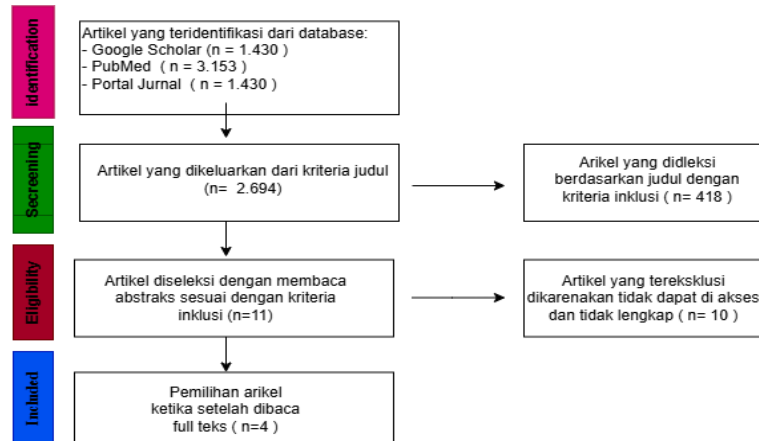 Identification
Artikel yang teridentifikasi dari database:
- Google Scholar (n = 1.430 )
- PubMed ( n = 3.153 )
- Portal Jurnal ( n = 1.430 )
Secreening
Artikel yang dikeluarkan dari kriteria judul
(n= 2.694)
Arikel yang didleksi
berdasarkan judul dengan
kriteria inklusi ( n= 418 )
Eligibility
Artikel diseleksi dengan membaca
abstraks sesuai dengan kriteria
inklusi (n=11)
Artikel yang tereksklusi
dikarenakan tidak dapat di akses
dan tidak lengkap ( n= 10 )
Included
Pemilihan arikel
ketika setelah dibaca
full teks ( n=4 )